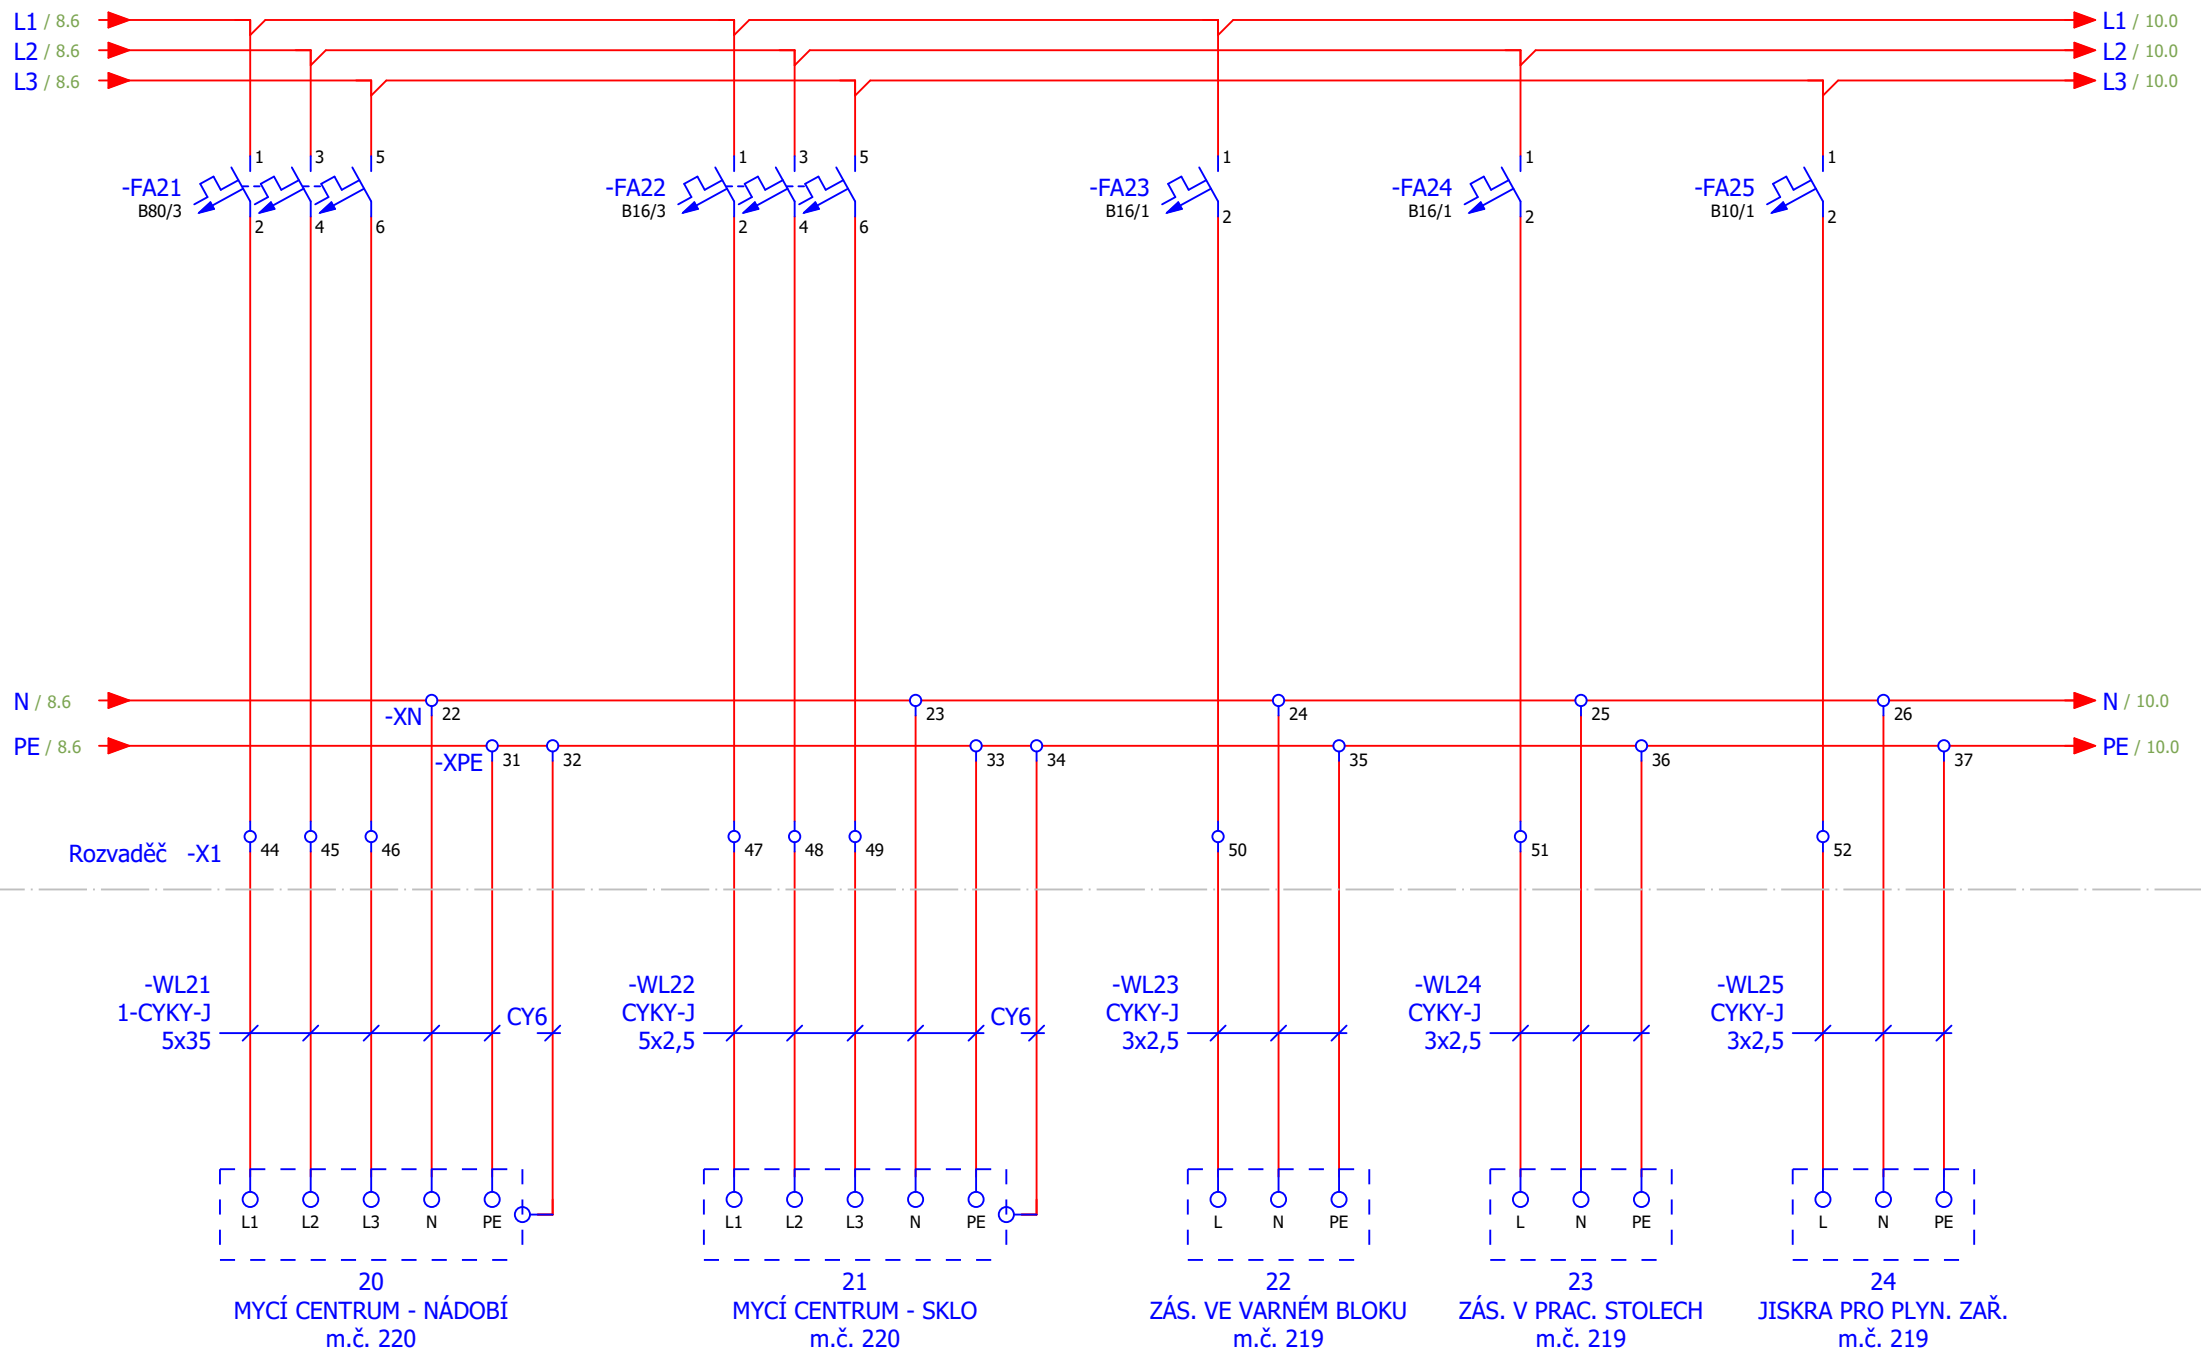 L1 / 8.6
L1 / 10.0
L2 / 8.6
L2 / 10.0
L3 / 8.6
L3 / 10.0
1 3 5 1 3 5 1 1 1
-FA21 -FA22 -FA23 -FA24 -FA25
B80/3 B16/3 B16/1 B16/1 B10/1
2 4 6 2 4 6 2 2 2
N / 8.6
N / 10.0
-XN 22 23 24 25 26
PE / 8.6
PE / 10.0
-XPE 31 32 33 34 35 36 37
Rozvaděč -X1 44 45 46 47 48 49 50 51 52
-WL21 -WL22 -WL23 -WL24 -WL25
1-CYKY-J CY6 CYKY-J CY6 CYKY-J CYKY-J CYKY-J
5x35 5x2,5 3x2,5 3x2,5 3x2,5
L1 L2 L3 N PE L1 L2 L3 N PE L N PE L N PE L N PE
20 21 22 23 24
MYCÍ CENTRUM - NÁDOBÍ MYCÍ CENTRUM - SKLO ZÁS. VE VARNÉM BLOKU ZÁS. V PRAC. STOLECH JISKRA PRO PLYN. ZAŘ.
m.č. 220 m.č. 220 m.č. 219 m.č. 219 m.č. 219